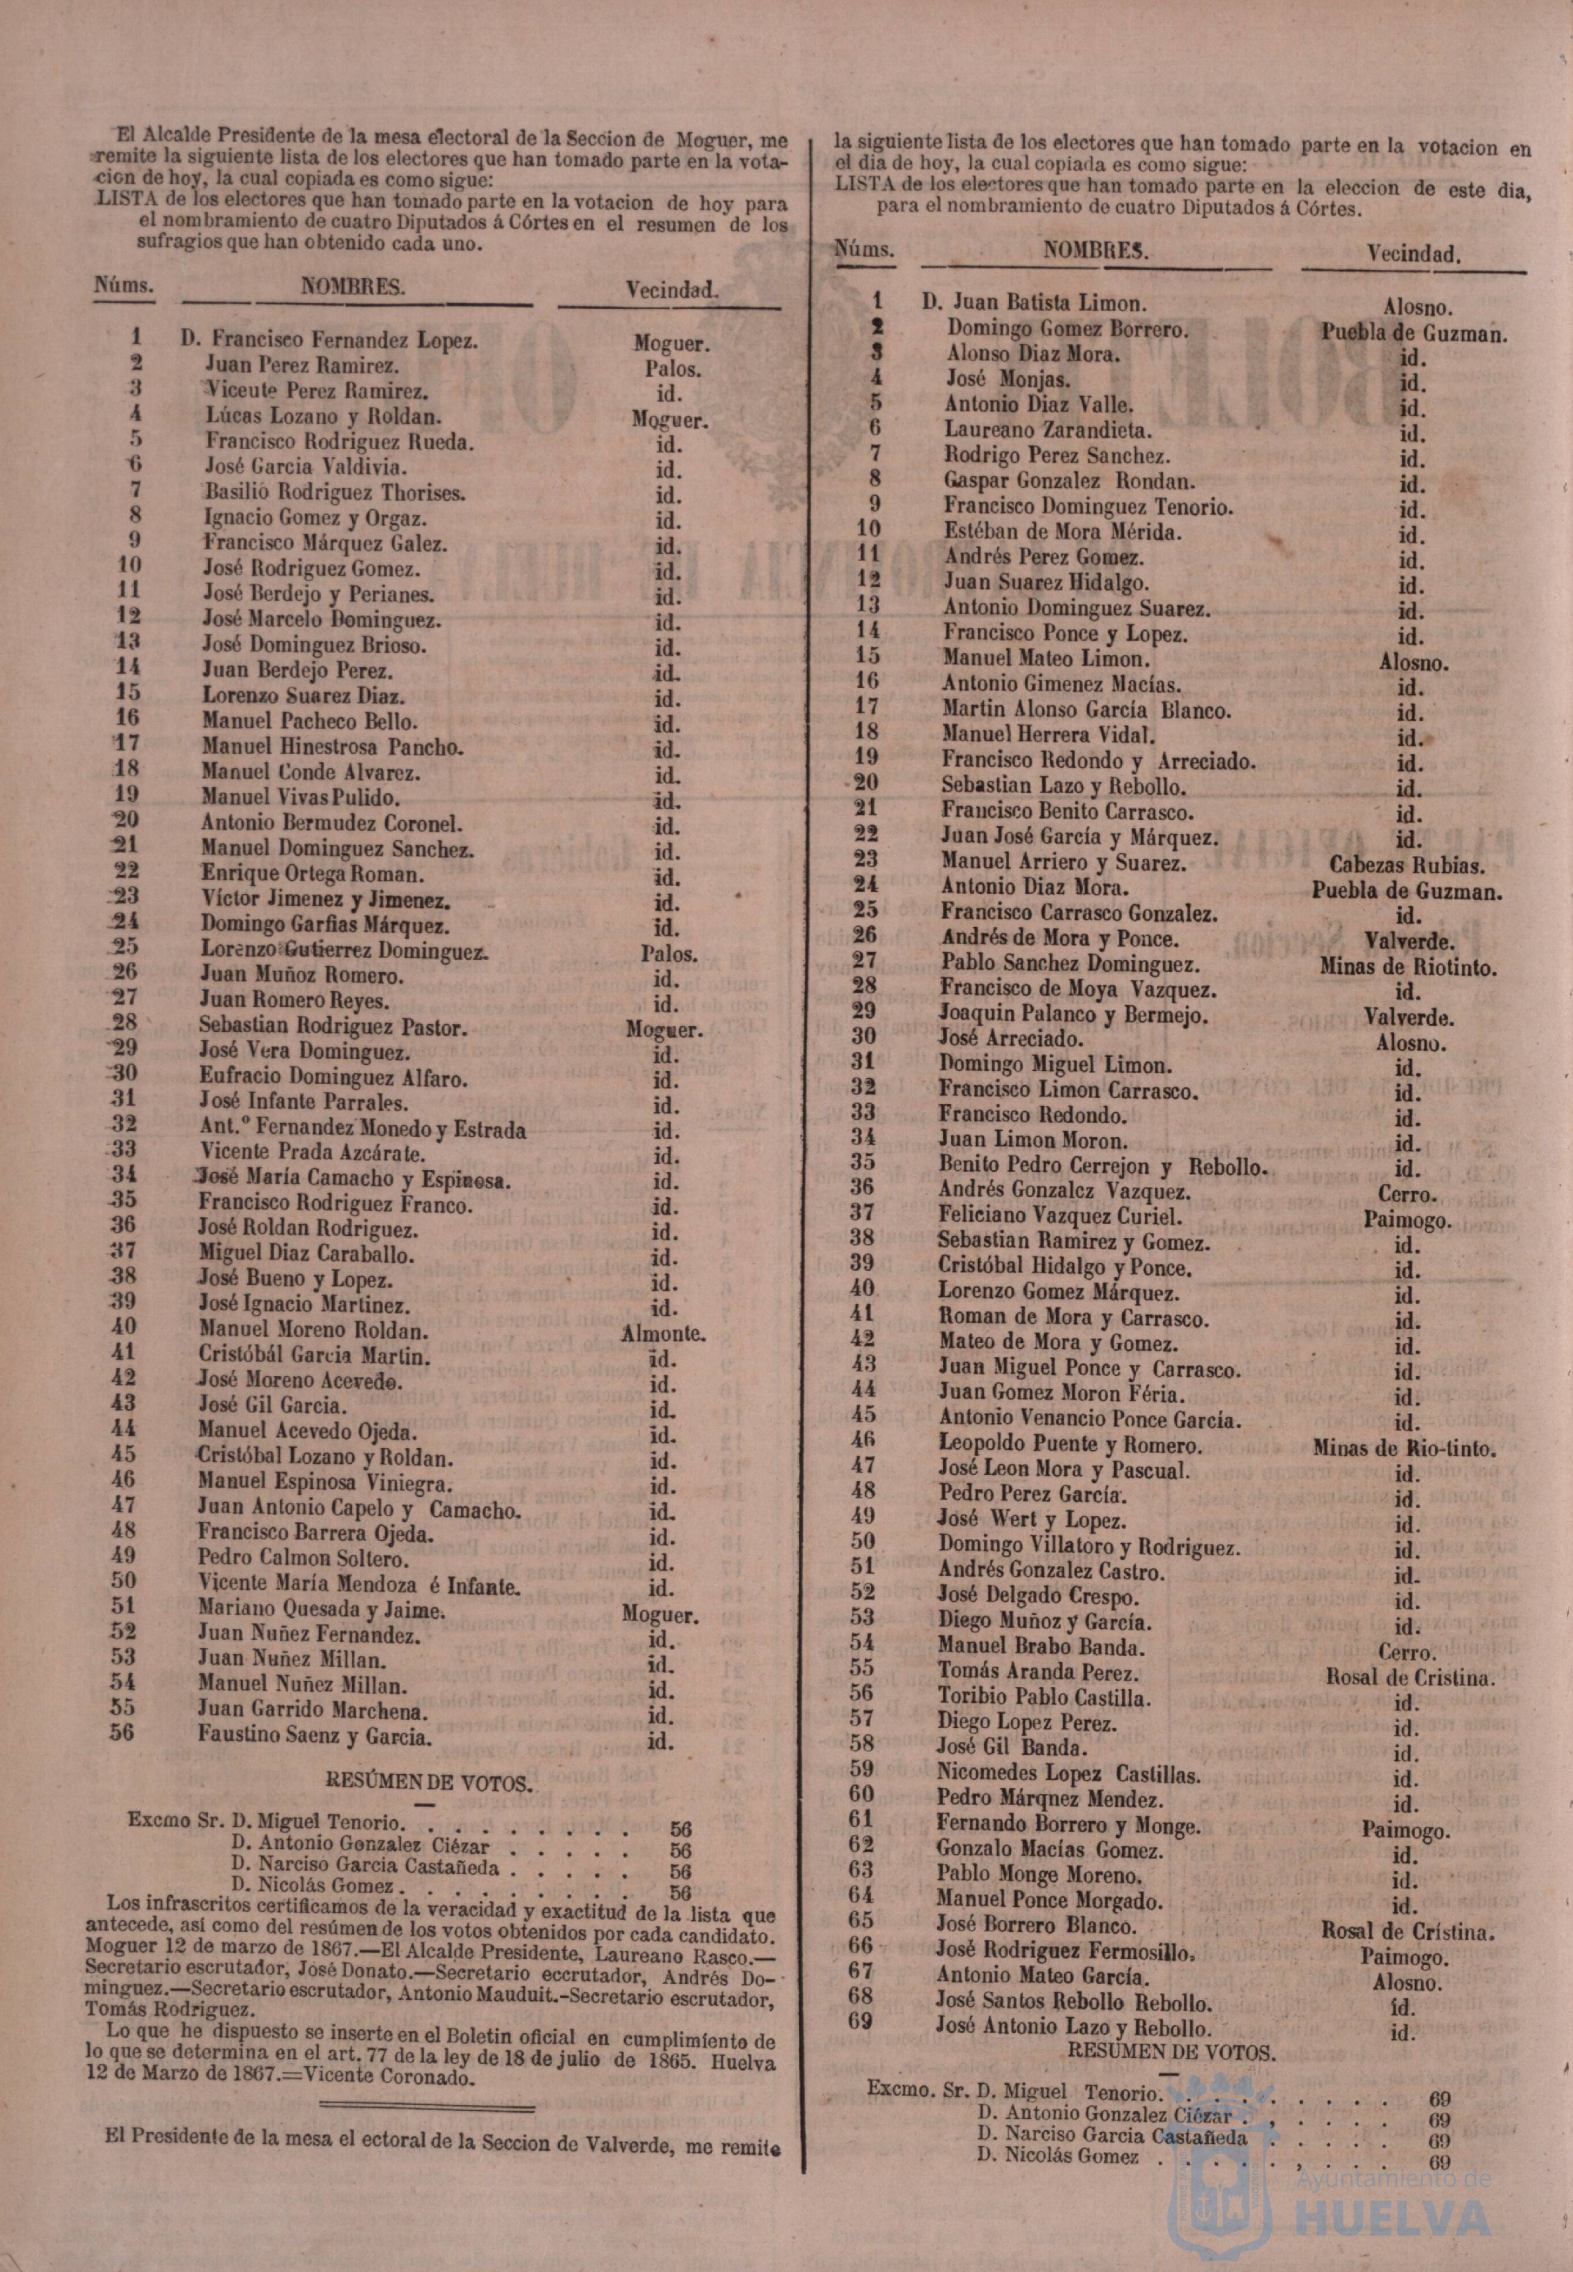 El Alcalde Presidente de la mesa electoral de la Seccion de Moguer, me
remite la siguiente lista de los electores que han tomado parte en la vota-
cion de hoy, la cual copiada es como sigue:
LISTA de los electores que han tomado parte en la votacion de hoy para
el nombramiento de cuatro Diputados á Córtes en el resumen de los
sufragios que han obtenido cada uno.
Núms. NOMBRES. Vecindad.
1 D. Francisco Fernandez Lopez. Moguer.
2 Juan Perez Ramirez. Palos.
3 Viceute Perez Ramirez. id.
4 Lúcas Lozano y Roldan. Moguer.
5 Francisco Rodriguez Rueda. id.
6 José Garcia Valdivia. id.
7 Basilio Rodriguez Thorises. id.
8 Ignacio Gomez y Orgaz. id.
9 Francisco Márquez Galez. id.
10 José Rodriguez Gomez. id.
11 José Berdejo y Perianes. id.
12 José Marcelo Dominguez. id.
13 José Dominguez Brioso. id.
14 Juan Berdejo Perez. id.
15 Lorenzo Suarez Diaz. id.
16 Manuel Pacheco Bello. id.
17 Manuel Hinestrosa Pancho. id.
18 Manuel Conde Alvarez. id.
19 Manuel Vivas Pulido. id.
20 Antonio Bermudez Coronel. id.
21 Manuel Dominguez Sanchez. id.
22 Enrique Ortega Roman. id.
23 Víctor Jimenez y Jimenez. id.
24 Domingo Garfias Márquez. id.
25 Lorenzo Gutierrez Dominguez. Palos.
26 Juan Muñoz Romero. id.
27 Juan Romero Reyes. id.
28 Sebastian Rodriguez Pastor. Moguer.
29 José Vera Dominguez. id.
30 Eufracio Dominguez Alfaro. id.
31 José Infante Parrales. id.
32 Ant.º Fernandez Monedo y Estrada id.
33 Vicente Prada Azcárate. id.
34 José María Camacho y Espinosa. id.
35 Francisco Rodriguez Franco. id.
36 José Roldan Rodriguez. id.
37 Miguel Diaz Caraballo. id.
38 José Bueno y Lopez. id.
39 José Ignacio Martinez. id.
40 Manuel Moreno Roldan. Almonte.
41 Cristóbál Garcia Martin. id.
42 José Moreno Acevedo. id.
43 José Gil Garcia. id.
44 Manuel Acevedo Ojeda. id.
45 Cristóbal Lozano y Roldan. id.
46 Manuel Espinosa Viniegra. id.
47 Juan Antonio Capelo y Camacho. id.
48 Francisco Barrera Ojeda. id.
49 Pedro Calmon Soltero. id.
50 Vicente María Mendoza é Infante. id.
51 Mariano Quesada y Jaime. Moguer.
52 Juan Nuñez Fernandez. id.
53 Juan Nuñez Millan. id.
54 Manuel Nuñez Millan. id.
55 Juan Garrido Marchena. id.
56 Faustino Saenz y Garcia. id.
RESÚMEN DE VOTOS.
Excmo Sr. D. Miguel Tenorio. . . . . . . . . 56
D. Antonio Gonzalez Ciézar . . . . . 56
D. Narciso Garcia Castañeda . . . . . 56
D. Nicolás Gomez . . . . . . . . . 56
Los infrascritos certificamos de la veracidad y exactitud de la lista que
antecede, asi como del resúmen de los votos obtenidos por cada candidato.
Moguer 12 de marzo de 1867.—El Alcalde Presidente, Laureano Rasco.—
Secretario escrutador, José Donato.—Secretario eccrutador, Andrés Do-
minguez.—Secretario escrutador, Antonio Mauduit.-Secretario escrutador,
Tomás Rodriguez.
Lo que he dispuesto se inserte en el Boletin oficial en cumplimiento de
lo que se determina en el art. 77 de la ley de 18 de julio de 1865. Huelva
12 de Marzo de 1867.=Vicente Coronado.
El Presidente de la mesa el ectoral de la Seccion de Valverde, me remite
la siguiente lista de los electores que han tomado parte en la votacion en
el dia de hoy, la cual copiada es como sigue:
LISTA de los electores que han tomado parte en la eleccion de este dia,
para el nombramiento de cuatro Diputados á Córtes.
Núms. NOMBRES. Vecindad.
1 D. Juan Batista Limon. Alosno.
2 Domingo Gomez Borrero. Puebla de Guzman.
3 Alonso Diaz Mora. id.
4 José Monjas. id.
5 Antonio Diaz Valle. id.
6 Laureano Zarandieta. id.
7 Rodrigo Perez Sanchez. id.
8 Gaspar Gonzalez Rondan. id.
9 Francisco Dominguez Tenorio. id.
10 Estéban de Mora Mérida. id.
11 Andrés Perez Gomez. id.
12 Juan Suarez Hidalgo. id.
13 Antonio Dominguez Suarez. id.
14 Francisco Ponce y Lopez. id.
15 Manuel Mateo Limon. Alosno.
16 Antonio Gimenez Macías. id.
17 Martin Alonso García Blanco. id.
18 Manuel Herrera Vidal. id.
19 Francisco Redondo y Arreciado. id.
20 Sebastian Lazo y Rebollo. id.
21 Francisco Benito Carrasco. id.
22 Juan José García y Márquez. id.
23 Manuel Arriero y Suarez. Cabezas Rubias.
24 Antonio Diaz Mora. Puebla de Guzman.
25 Francisco Carrasco Gonzalez. id.
26 Andrés de Mora y Ponce. Valverde.
27 Pablo Sanchez Dominguez. Minas de Riotinto.
28 Francisco de Moya Vazquez. id.
29 Joaquin Palanco y Bermejo. Valverde.
30 José Arreciado. Alosno.
31 Domingo Miguel Limon. id.
32 Francisco Limon Carrasco. id.
33 Francisco Redondo. id.
34 Juan Limon Moron. id.
35 Benito Pedro Cerrejon y Rebollo. id.
36 Andrés Gonzalez Vazquez. Cerro.
37 Feliciano Vazquez Curiel. Paimogo.
38 Sebastian Ramirez y Gomez. id.
39 Cristóbal Hidalgo y Ponce. id.
40 Lorenzo Gomez Márquez. id.
41 Roman de Mora y Carrasco. id.
42 Mateo de Mora y Gomez. id.
43 Juan Miguel Ponce y Carrasco. id.
44 Juan Gomez Moron Féria. id.
45 Antonio Venancio Ponce García. id.
46 Leopoldo Puente y Romero. Minas de Rio-tinto.
47 José Leon Mora y Pascual. id.
48 Pedro Perez García. id.
49 José Wert y Lopez. id.
50 Domingo Villatoro y Rodriguez. id.
51 Andrés Gonzalez Castro. id.
52 José Delgado Crespo. id.
53 Diego Muñoz y García. id.
54 Manuel Brabo Banda. Cerro.
55 Tomás Aranda Perez. Rosal de Cristina.
56 Toribio Pablo Castilla. id.
57 Diego Lopez Perez. id.
58 José Gil Banda. id.
59 Nicomedes Lopez Castillas. id.
60 Pedro Márqnez Mendez. id.
61 Fernando Borrero y Monge. Paimogo.
62 Gonzalo Macías Gomez. id.
63 Pablo Monge Moreno. id.
64 Manuel Ponce Morgado. id.
65 José Borrero Blanco. Rosal de Crístina.
66 José Rodriguez Fermosillo. Paimogo.
67 Antonio Mateo García. Alosno.
68 José Santos Rebollo Rebollo. id.
69 José Antonio Lazo y Rebollo. id.
RESUMEN DE VOTOS.
Excmo. Sr. D. Miguel Tenorio. . . . . . . . . 69
D. Antonio Gonzalez Ciézar . , . . . . 69
D. Narciso Garcia Castañeda . . . . . 69
D. Nicolás Gomez . . . . . , . . . 69
Ayuntamiento de
HUELVA